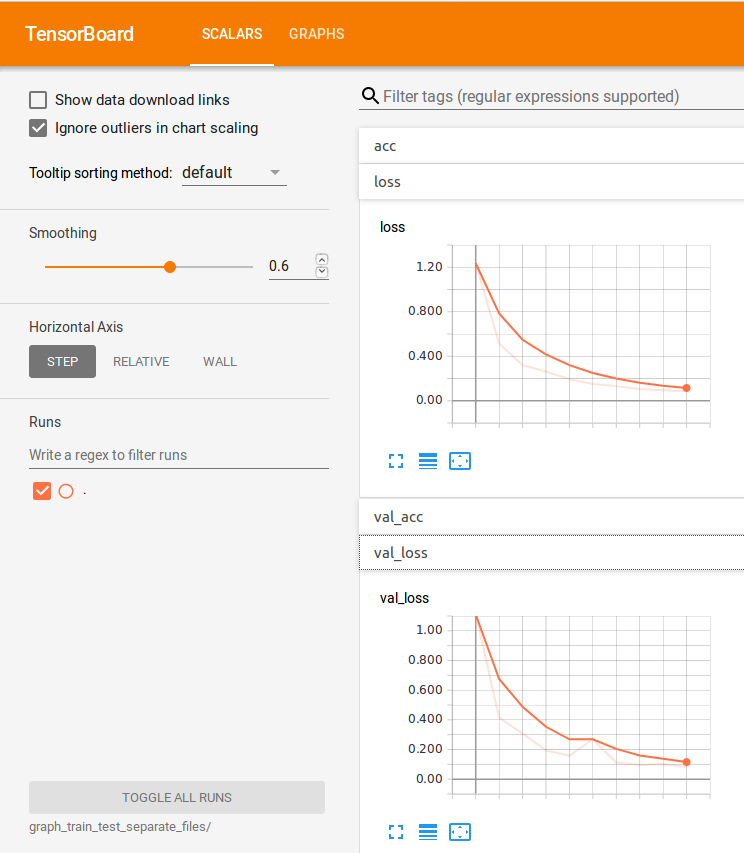 TensorBoard SCALARS GRAPHS
Show data download links
Ignore outliers in chart scaling
Tooltip sorting method: default
Smoothing
0.6
Horizontal Axis
STEP RELATIVE WALL
Runs
Write a regex to filter runs
.
TOGGLE ALL RUNS
graph_train_test_separate_files/
Filter tags (regular expressions supported)
acc
loss
loss
1.20
0.800
0.400
0.00
val_acc
val_loss
val_loss
1.00
0.800
0.600
0.400
0.200
0.00